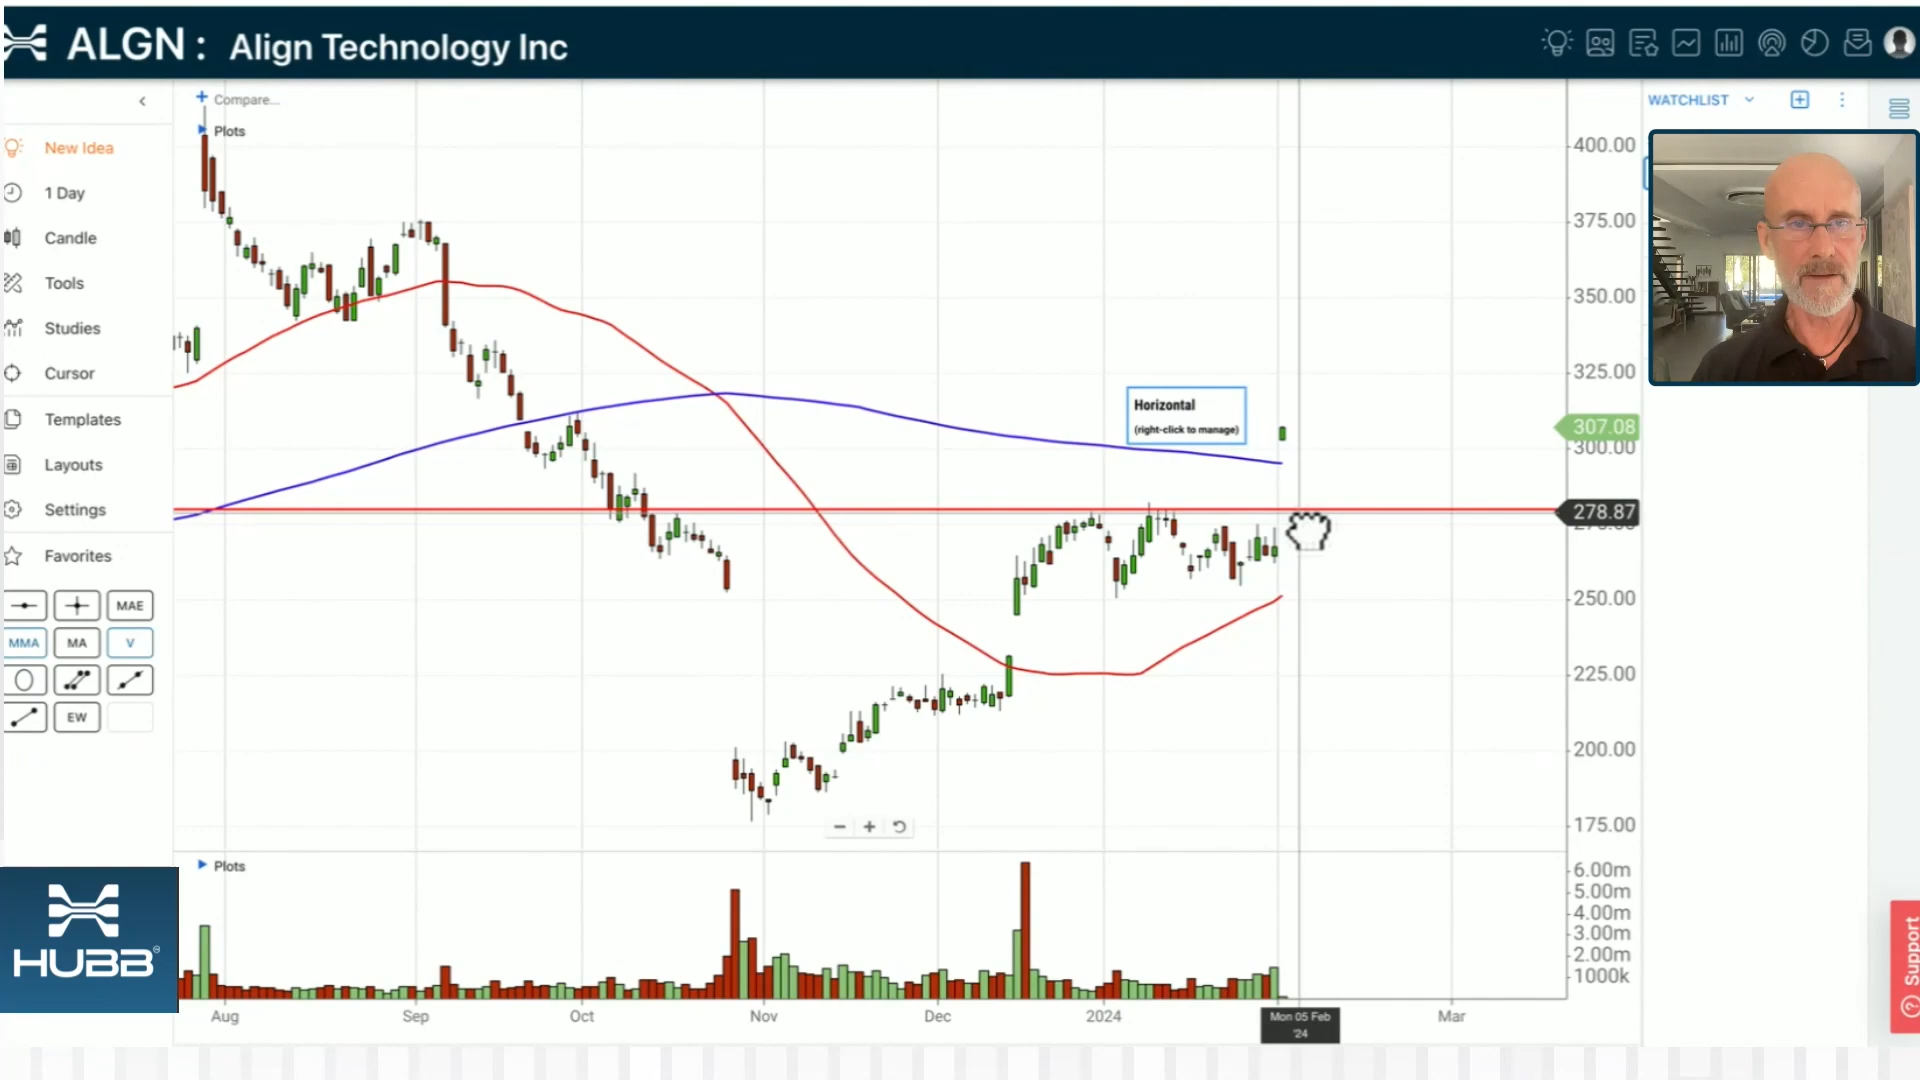 ALGN : Align Technology Inc
Compare...
WATCHLIST
Plots
New Idea
1 Day
Candle
Tools
Studies
Cursor
Templates
Layouts
Settings
Favorites
MAE
MMA
MA
V
EW
Horizontal
(right-click to manage)
400.00
375.00
350.00
325.00
307.08
300.00
278.87
250.00
225.00
200.00
175.00
Plots
6.00m
5.00m
4.00m
3.00m
2.00m
1000k
Aug
Sep
Oct
Nov
Dec
2024
Mon 05 Feb
'24
Mar
HUBB
Support